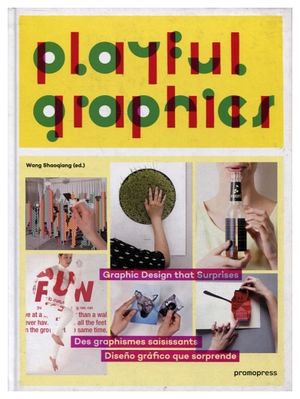 playful
graphics
Wang Shaoqiang (ed.)
Graphic Design that Surprises
FUN
Des graphismes saisissants
Diseño gráfico que sorprende
promopress